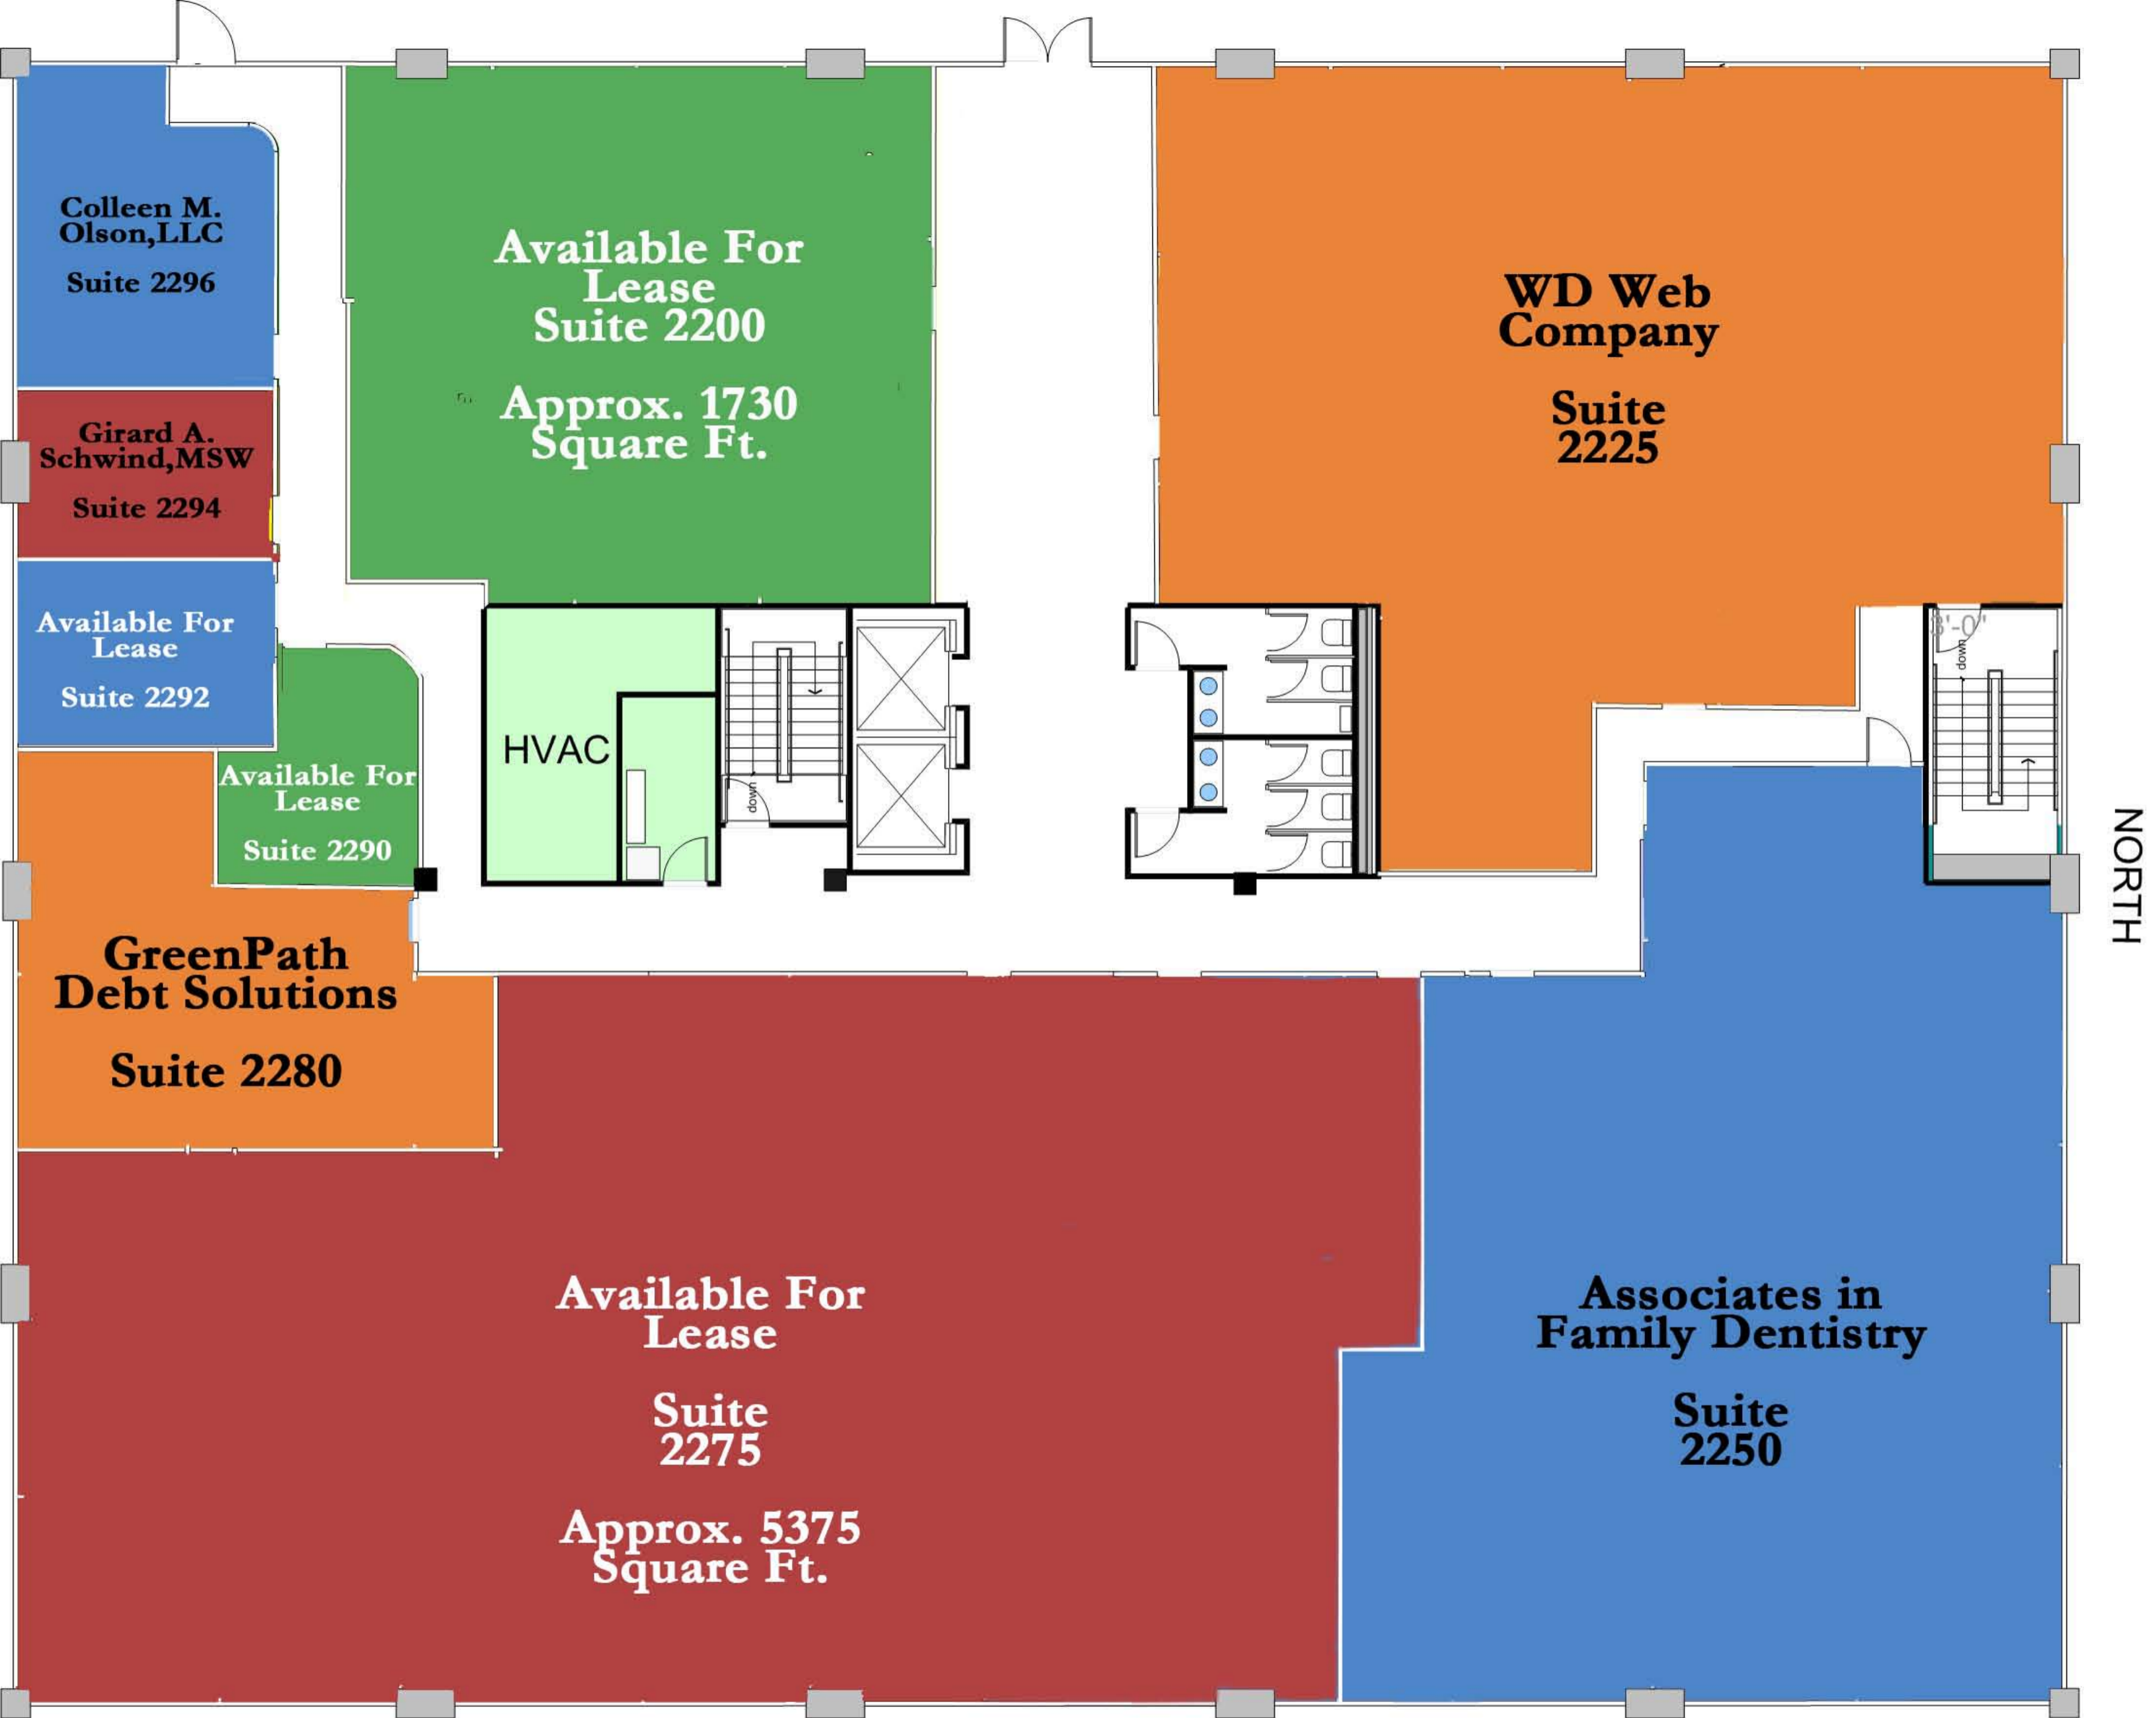 Colleen M.
Olson,LLC
Suite 2296
Available For
Lease
Suite 2200
Approx. 1730
Square Ft.
WD Web
Company
Suite
2225
Girard A.
Schwind,MSW
Suite 2294
Available For
Lease
Suite 2292
Available For
Lease
Suite 2290
HVAC
down
3'-0"
down
NORTH
GreenPath
Debt Solutions
Suite 2280
Available For
Lease
Suite
2275
Approx. 5375
Square Ft.
Associates in
Family Dentistry
Suite
2250